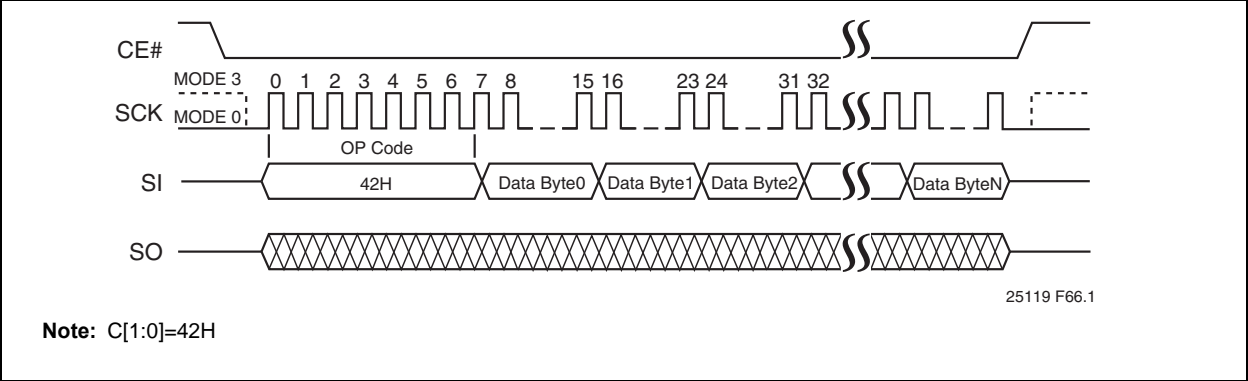 CE#
MODE 3 0 1 2 3 4 5 6 7 8 15 16 23 24 31 32
SCK MODE 0
OP Code
SI 42H Data Byte0 Data Byte1 Data Byte2 Data ByteN
SO
25119 F66.1
Note: C[1:0]=42H